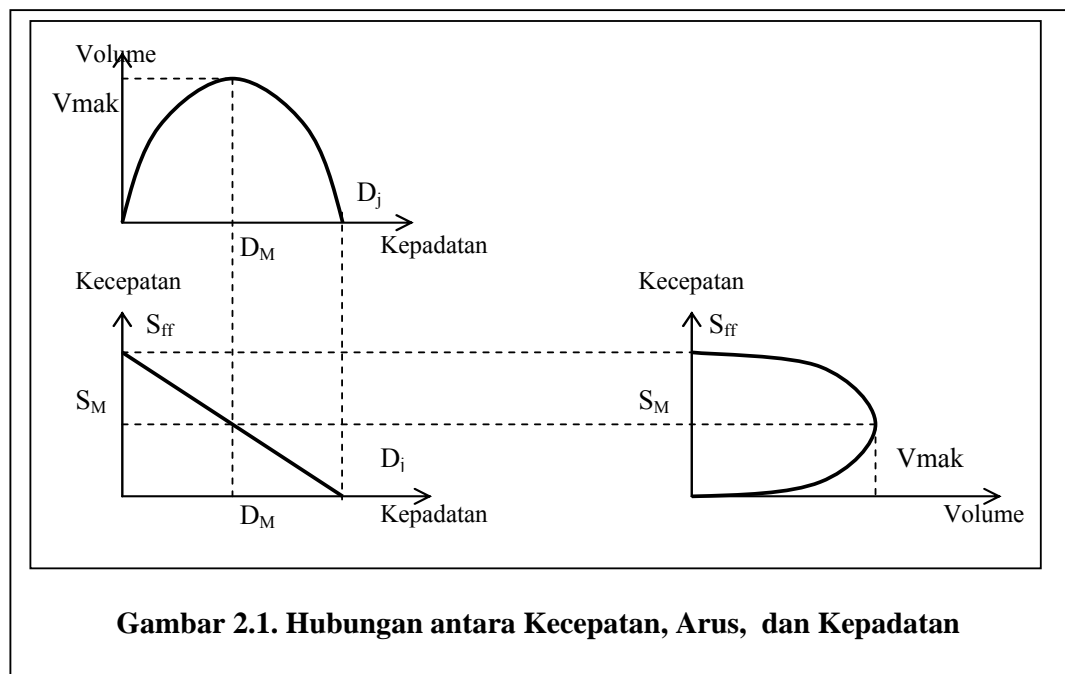 Volume
Vmak
D_j
D_M
Kepadatan
Kecepatan
S_ff
S_M
D_j
D_M
Kepadatan
Kecepatan
S_ff
S_M
Vmak
Volume
Gambar 2.1. Hubungan antara Kecepatan, Arus, dan Kepadatan